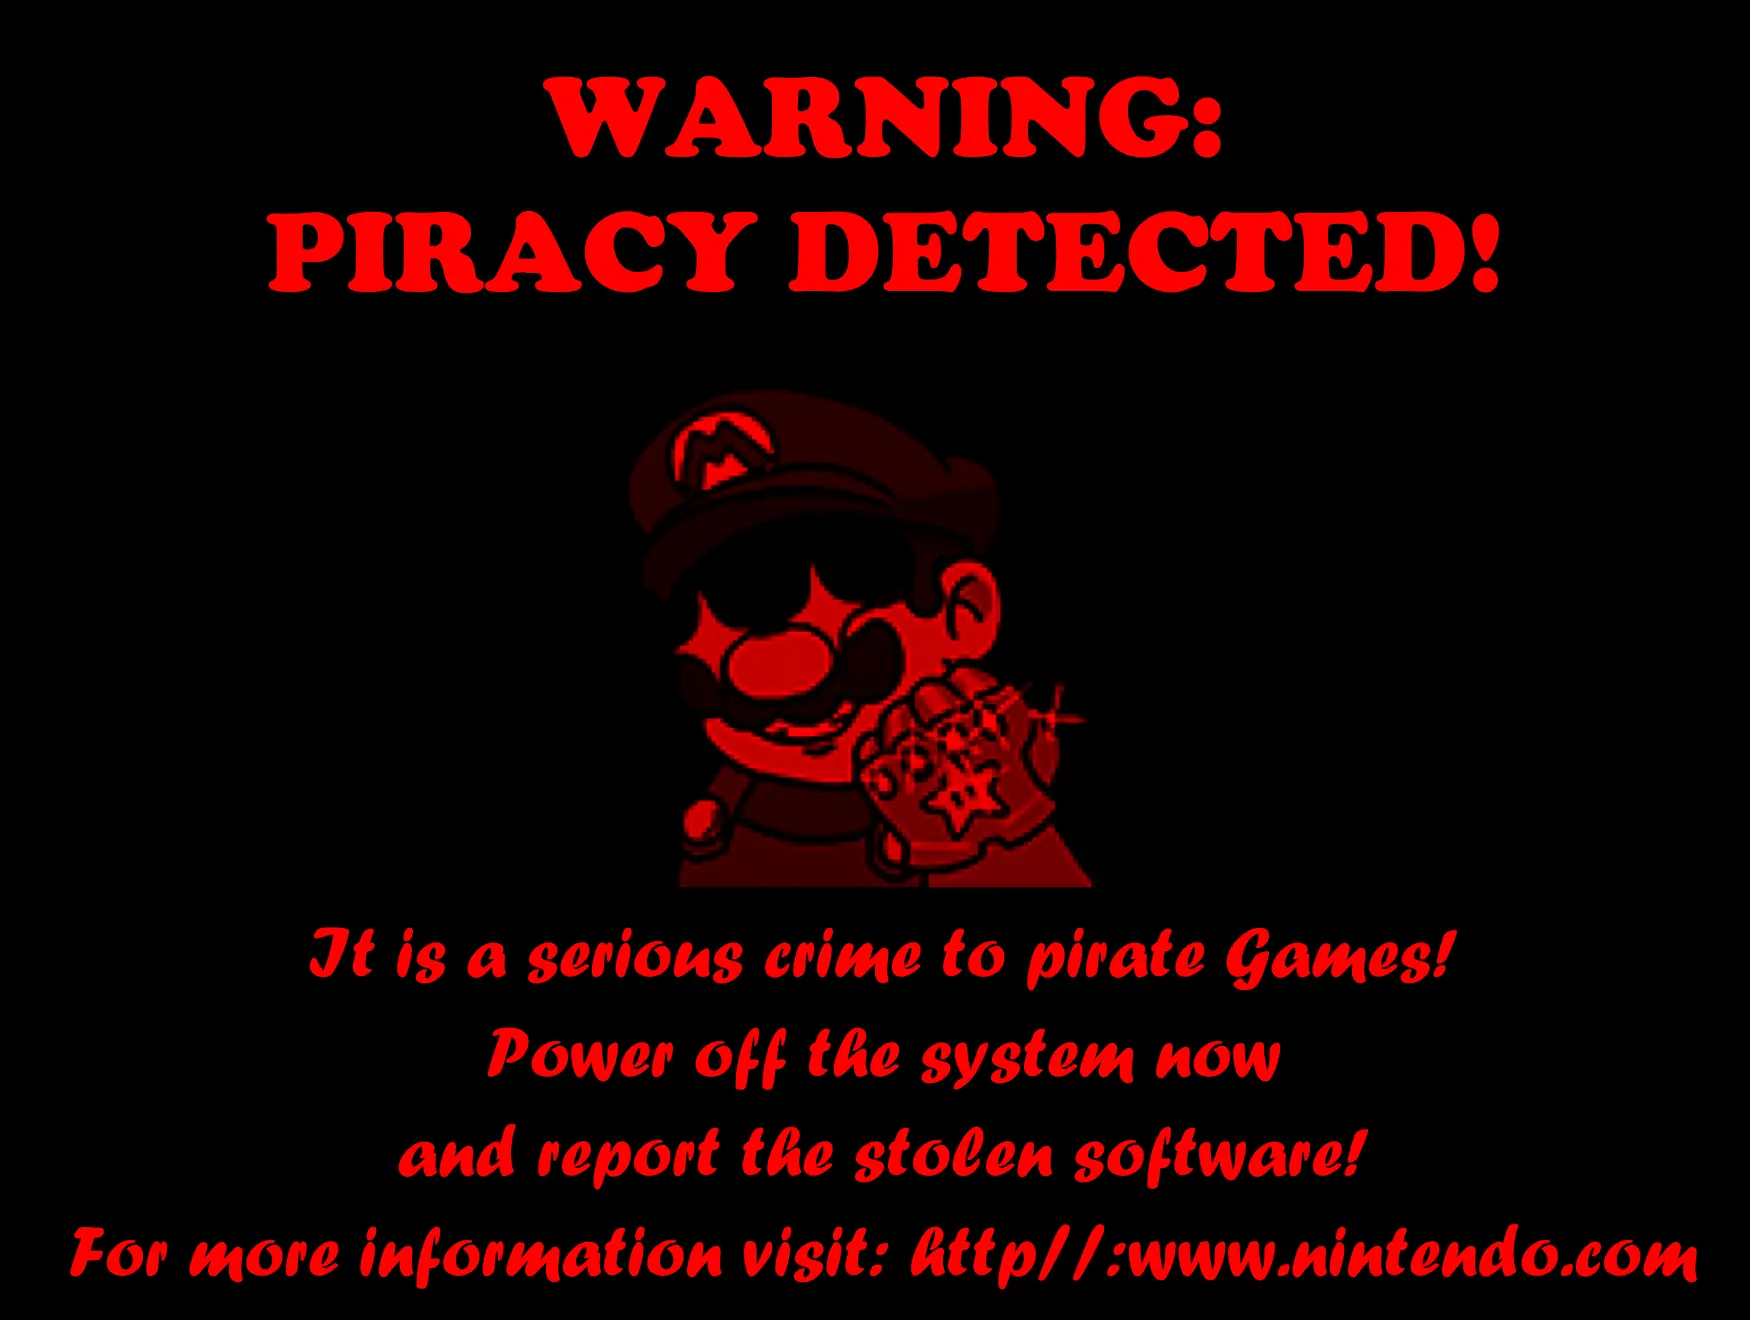 WARNING:
PIRACY DETECTED!
M
It is a serious crime to pirate Games!
Power off the system now
and report the stolen software!
For more information visit: http//:www.nintendo.com